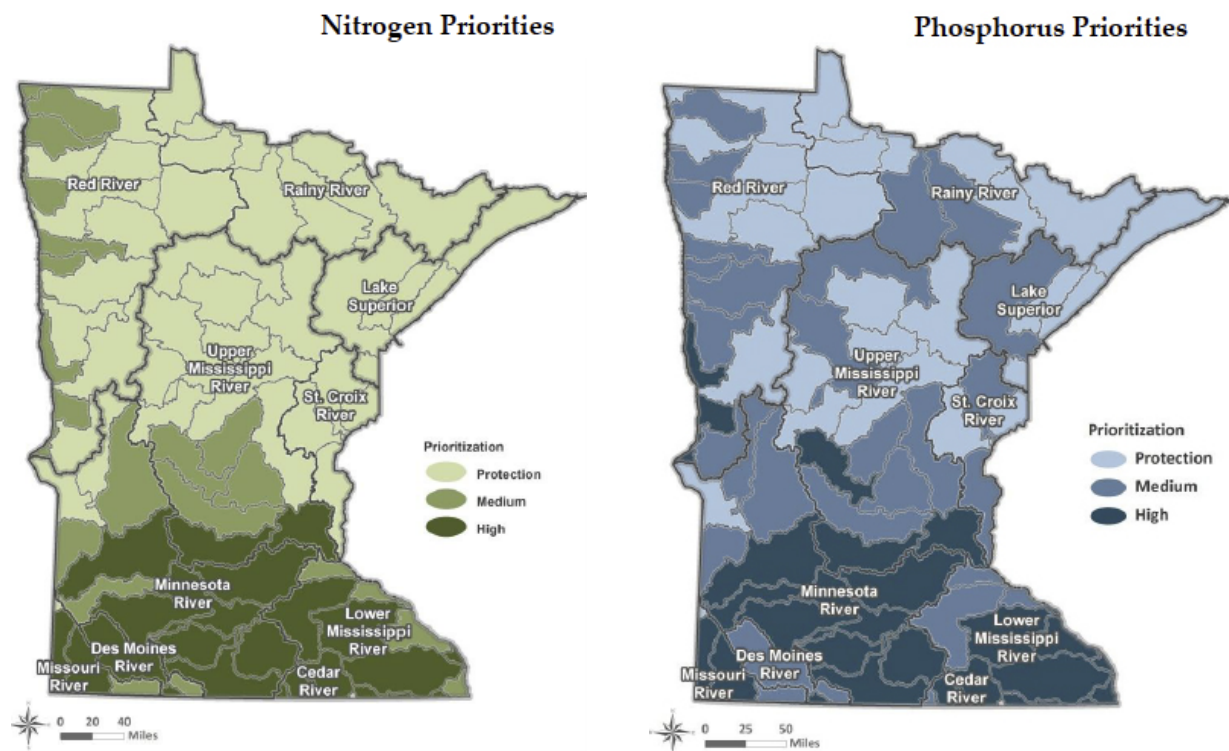 Nitrogen Priorities
Red River
Rainy River
Lake
Superior
Upper
Mississippi
River
St. Croix
River
Prioritization
Protection
Medium
High
Minnesota
River
Lower
Mississippi
River
Des Moines
River
Missouri
River
Cedar
River
0 20 40
Miles
Phosphorus Priorities
Red River
Rainy River
Lake
Superior
Upper
Mississippi
River
St. Croix
River
Prioritization
Protection
Medium
High
Minnesota
River
Lower
Mississippi
River
Des Moines
River
Missouri
River
Cedar
River
0 25 50
Miles